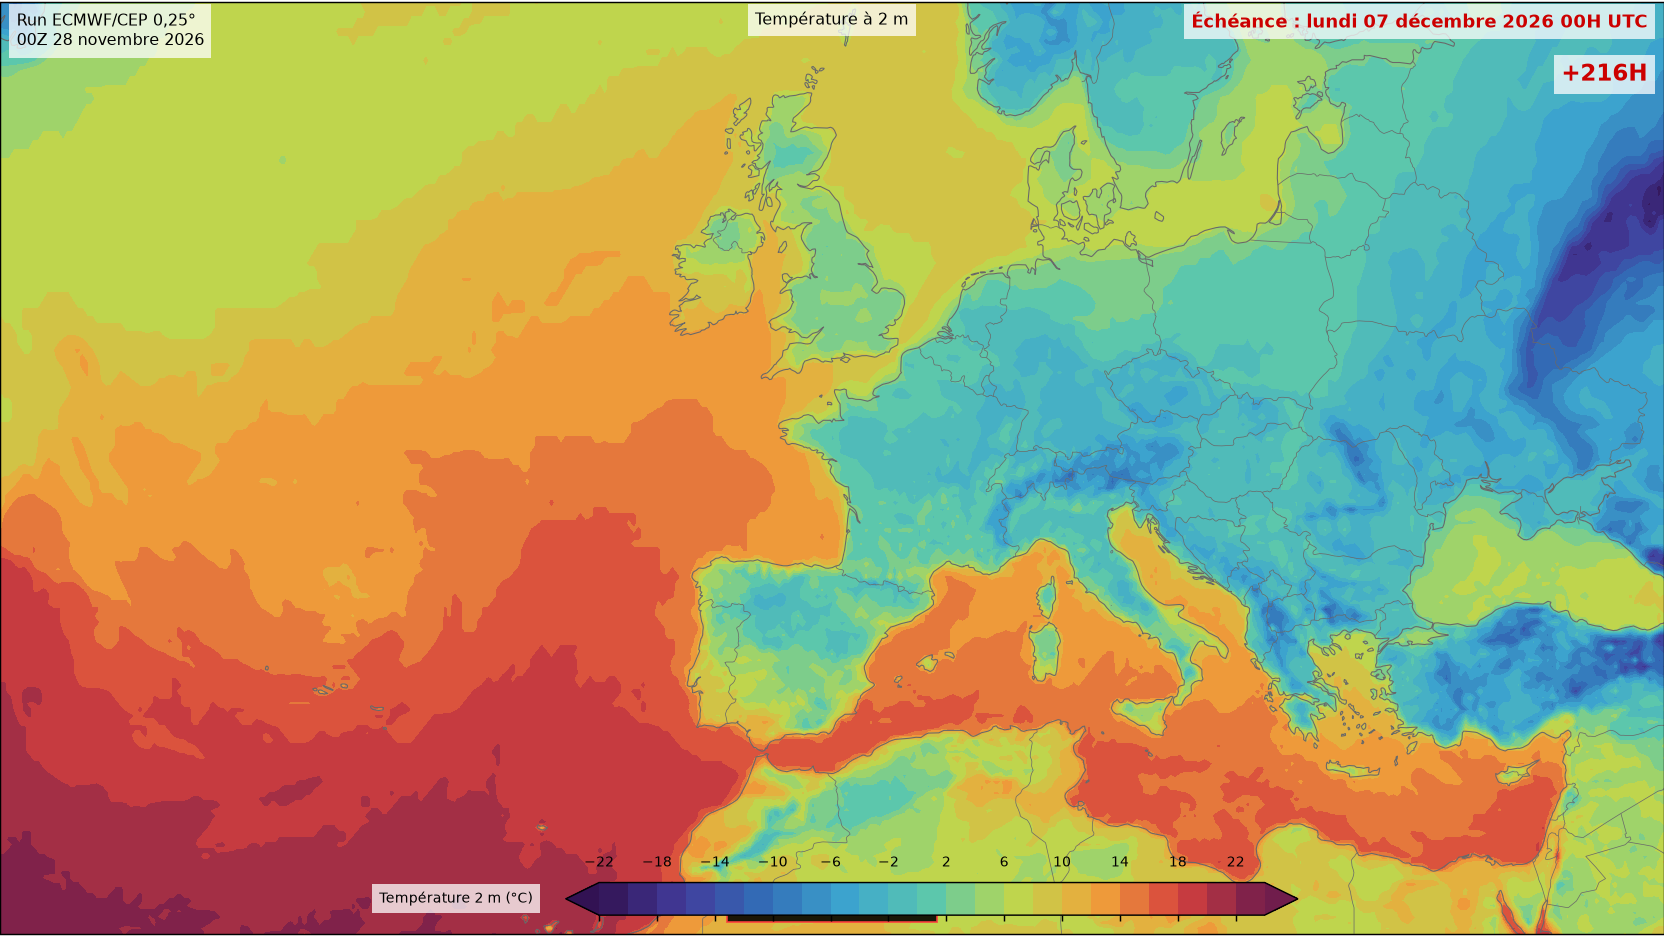 Run ECMWF/CEP 0,25°
00Z 28 novembre 2026
Température à 2 m
Échéance : lundi 07 décembre 2026 00H UTC
+216H
−22 −18 −14 −10 −6 −2 2 6 10 14 18 22
Température 2 m (°C)